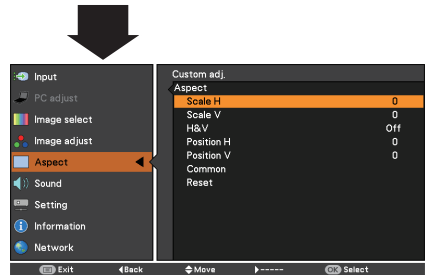 Input
PC adjust
Image select
Image adjust
Aspect
Sound
Setting
Information
Network
Custom adj.
Aspect
Scale H 0
Scale V 0
H&V Off
Position H 0
Position V 0
Common
Reset
Exit Back Move ----- OK Select